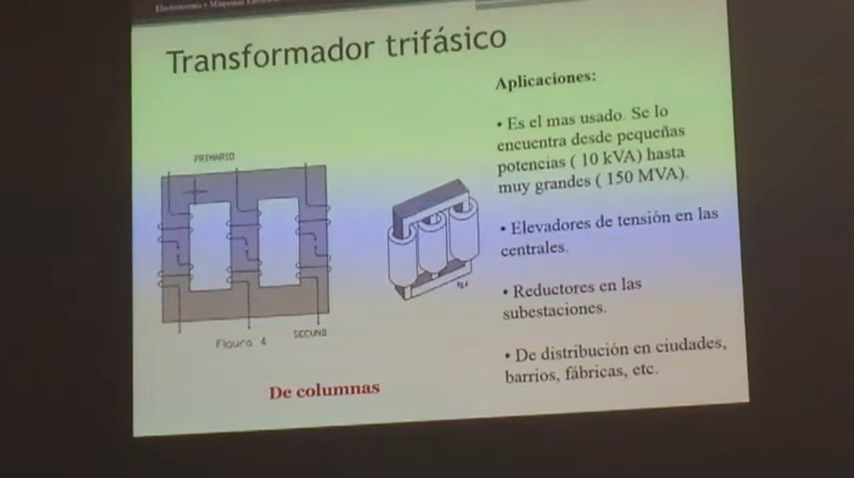 Electrotecnia y Máquinas
Transformador trifásico
Aplicaciones:
• Es el mas usado. Se lo
encuentra desde pequeñas
potencias ( 10 kVA) hasta
muy grandes ( 150 MVA).
• Elevadores de tensión en las
centrales.
• Reductores en las
subestaciones.
• De distribución en ciudades,
barrios, fábricas, etc.
PRIMARIO
Figura 4
SECUND
De columnas